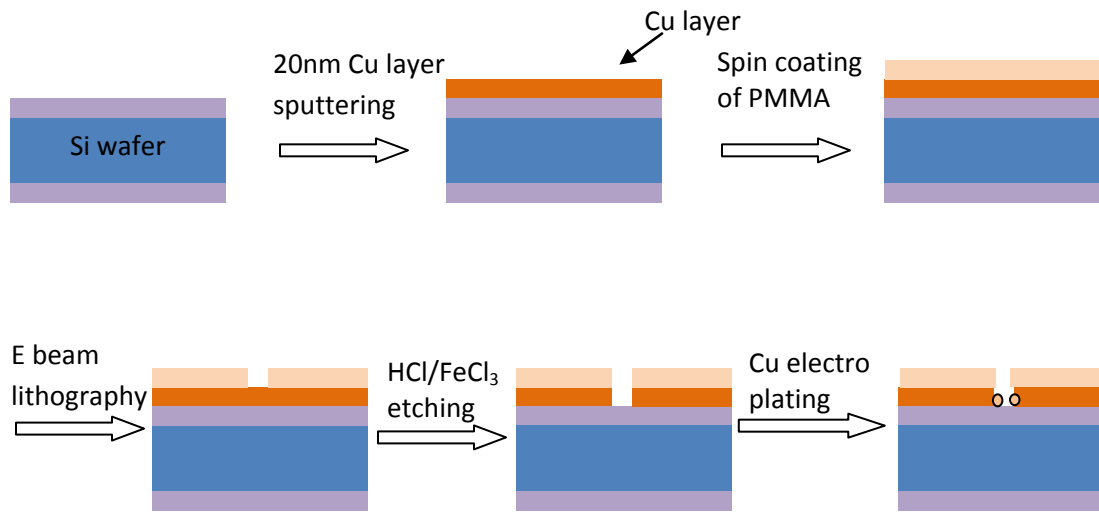 Cu layer
20nm Cu layer
sputtering
Spin coating
of PMMA
Si wafer
E beam
lithography
HCl/FeCl₃
etching
Cu electro
plating